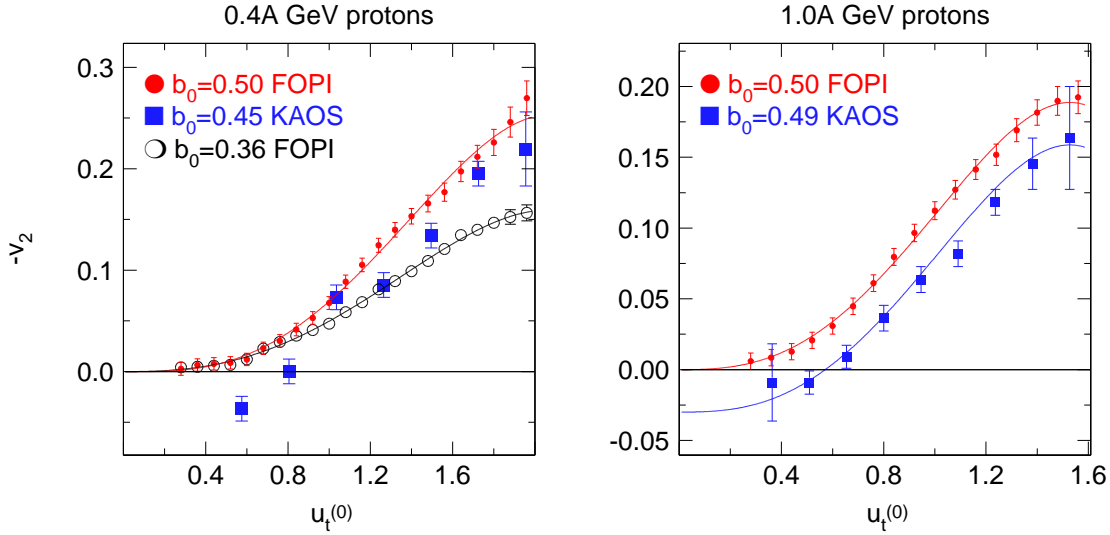 0.4A GeV protons
b0=0.50 FOPI
b0=0.45 KAOS
b0=0.36 FOPI
-v2
0.3
0.2
0.1
0.0
0.4 0.8 1.2 1.6
ut(0)
1.0A GeV protons
b0=0.50 FOPI
b0=0.49 KAOS
0.20
0.15
0.10
0.05
0.00
-0.05
0.4 0.8 1.2 1.6
ut(0)